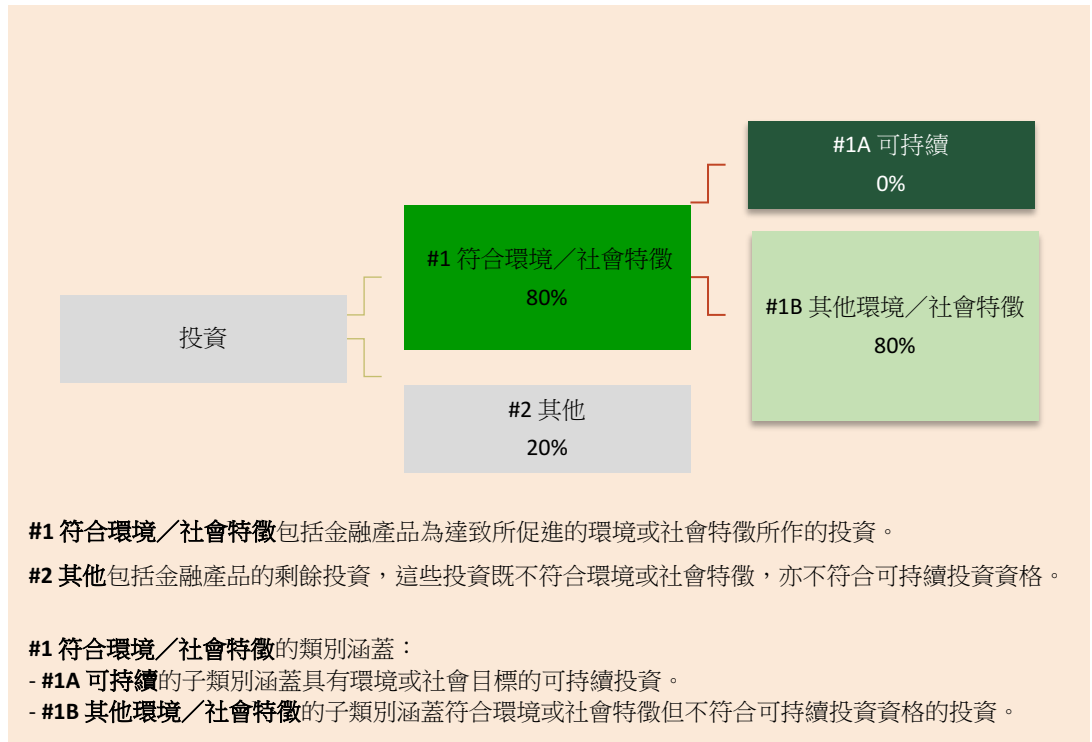 投資
#1 符合環境／社會特徵
80%
#2 其他
20%
#1A 可持續
0%
#1B 其他環境／社會特徵
80%
#1 符合環境／社會特徵包括金融產品為達致所促進的環境或社會特徵所作的投資。
#2 其他包括金融產品的剩餘投資，這些投資既不符合環境或社會特徵，亦不符合可持續投資資格。
#1 符合環境／社會特徵的類別涵蓋：
- #1A 可持續的子類別涵蓋具有環境或社會目標的可持續投資。
- #1B 其他環境／社會特徵的子類別涵蓋符合環境或社會特徵但不符合可持續投資資格的投資。